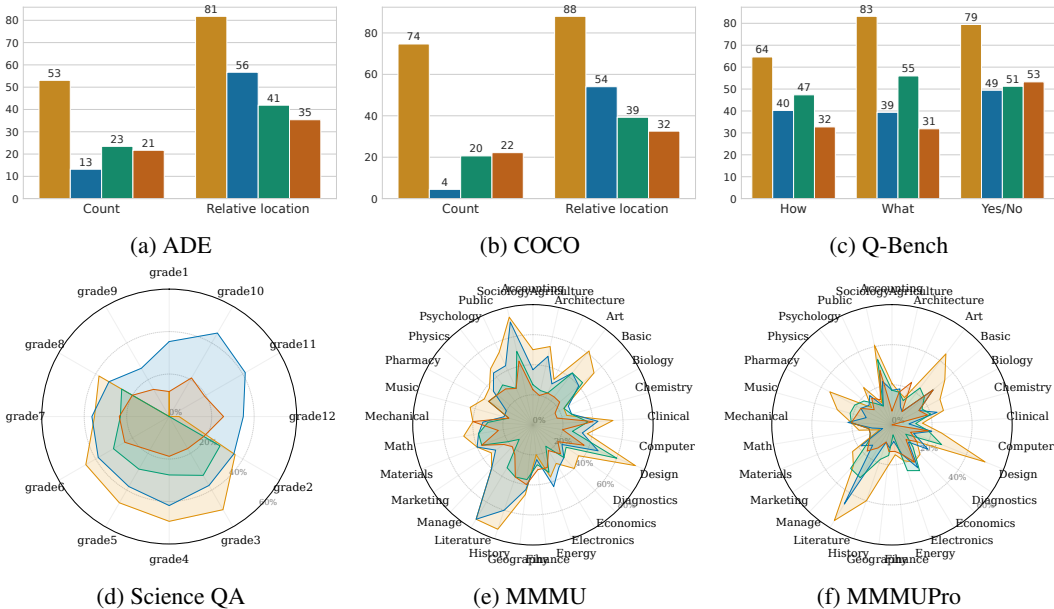 81
53
56
41
35
13
23
21
80
70
60
50
40
30
20
10
0
Count
Relative location
(a) ADE
88
74
54
39
32
4
20
22
80
60
40
20
0
Count
Relative location
(b) COCO
83
79
64
40
47
32
39
55
31
49
51
53
80
70
60
50
40
30
20
10
0
How
What
Yes/No
(c) Q-Bench
grade1
grade10
grade11
grade12
grade2
grade3
grade4
grade5
grade6
grade7
grade8
grade9
0%
20%
40%
60%
(d) Science QA
Accounting
Agriculture
Architecture
Art
Basic
Biology
Chemistry
Clinical
Computer
Design
Diagnostics
Economics
Electronics
Energy
Finance
Geography
History
Literature
Manage
Marketing
Materials
Math
Mechanical
Music
Pharmacy
Physics
Psychology
Public
Sociology
0%
20%
40%
60%
(e) MMMU
Accounting
Agriculture
Architecture
Art
Basic
Biology
Chemistry
Clinical
Computer
Design
Diagnostics
Economics
Electronics
Energy
Finance
Geography
History
Literature
Manage
Marketing
Materials
Math
Mechanical
Music
Pharmacy
Physics
Psychology
Public
Sociology
0%
20%
40%
(f) MMMUPro